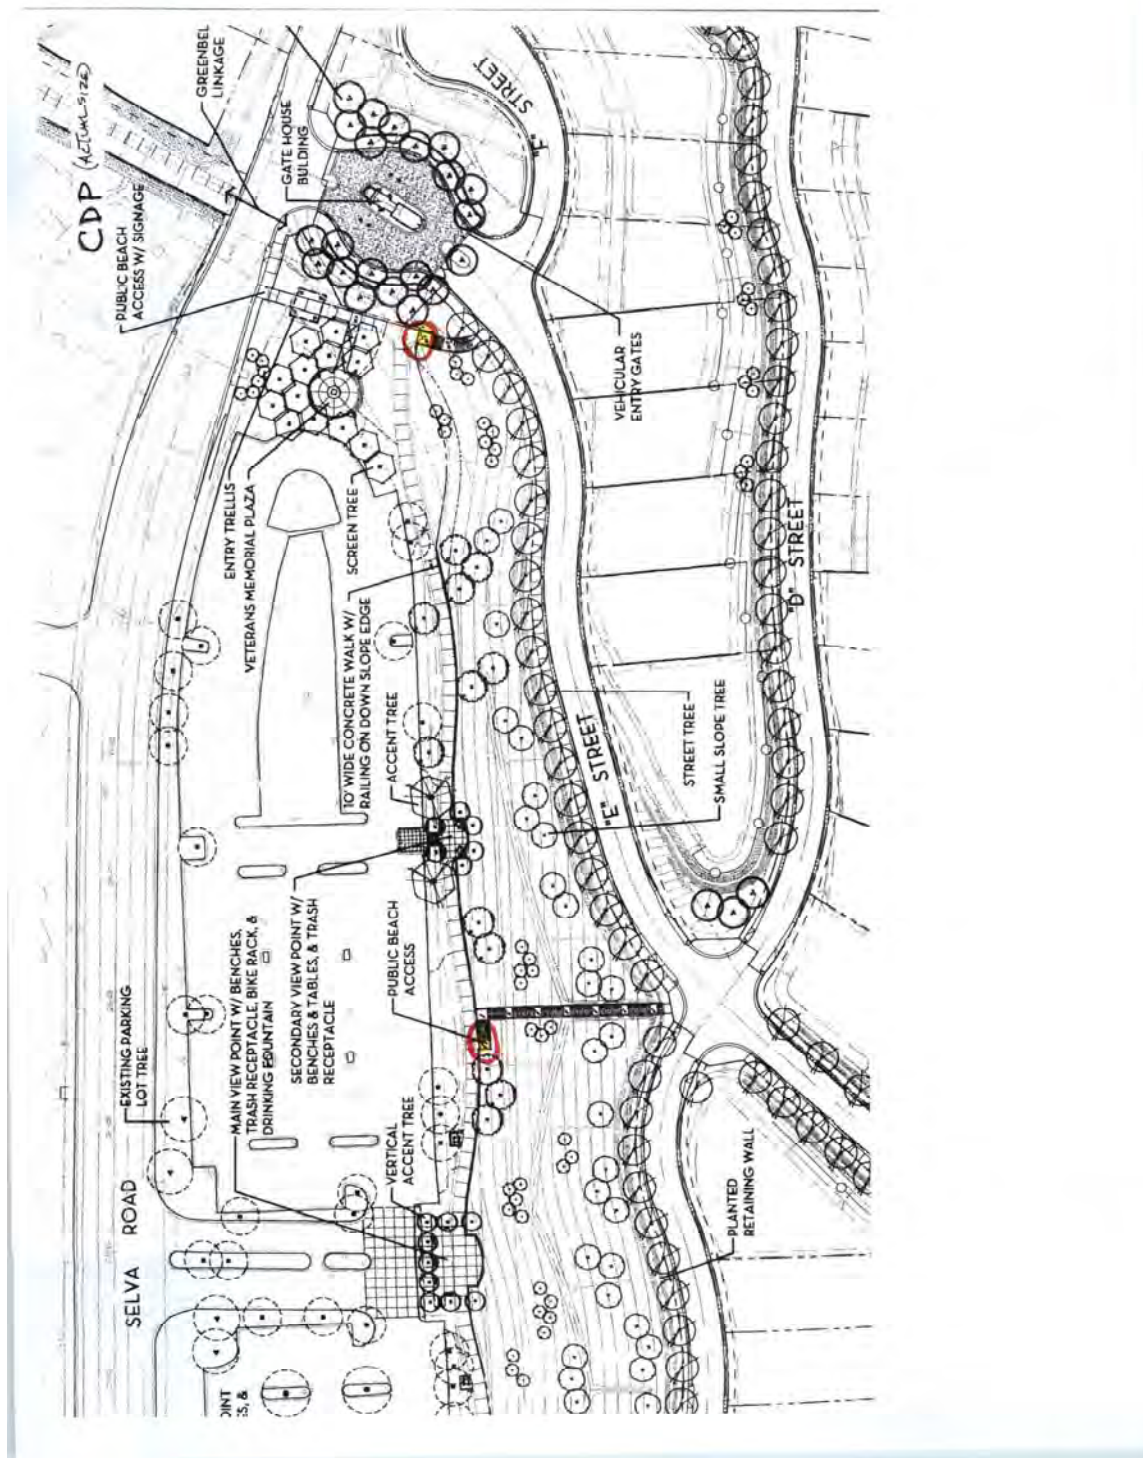 CDP (ACTUAL SIZE)
GREENBEL
LINKAGE
PUBLIC BEACH
ACCESS W/ SIGNAGE
GATE HOUSE
BUILDING
"F"
STREET
VEHICULAR
ENTRY GATES
ENTRY TRELLIS
VETERANS MEMORIAL PLAZA
SCREEN TREE
10' WIDE CONCRETE WALK W/
RAILING ON DOWN SLOPE EDGE
ACCENT TREE
"D" STREET
"E" STREET
STREET TREE
SMALL SLOPE TREE
EXISTING PARKING
LOT TREE
MAIN VIEW POINT W/ BENCHES,
TRASH RECEPTACLE, BIKE RACK, &
DRINKING FOUNTAIN
SECONDARY VIEW POINT W/
BENCHES & TABLES, & TRASH
RECEPTACLE
PUBLIC BEACH
ACCESS
VERTICAL
ACCENT TREE
SELVA ROAD
PLANTED
RETAINING WALL
OINT
ES, &